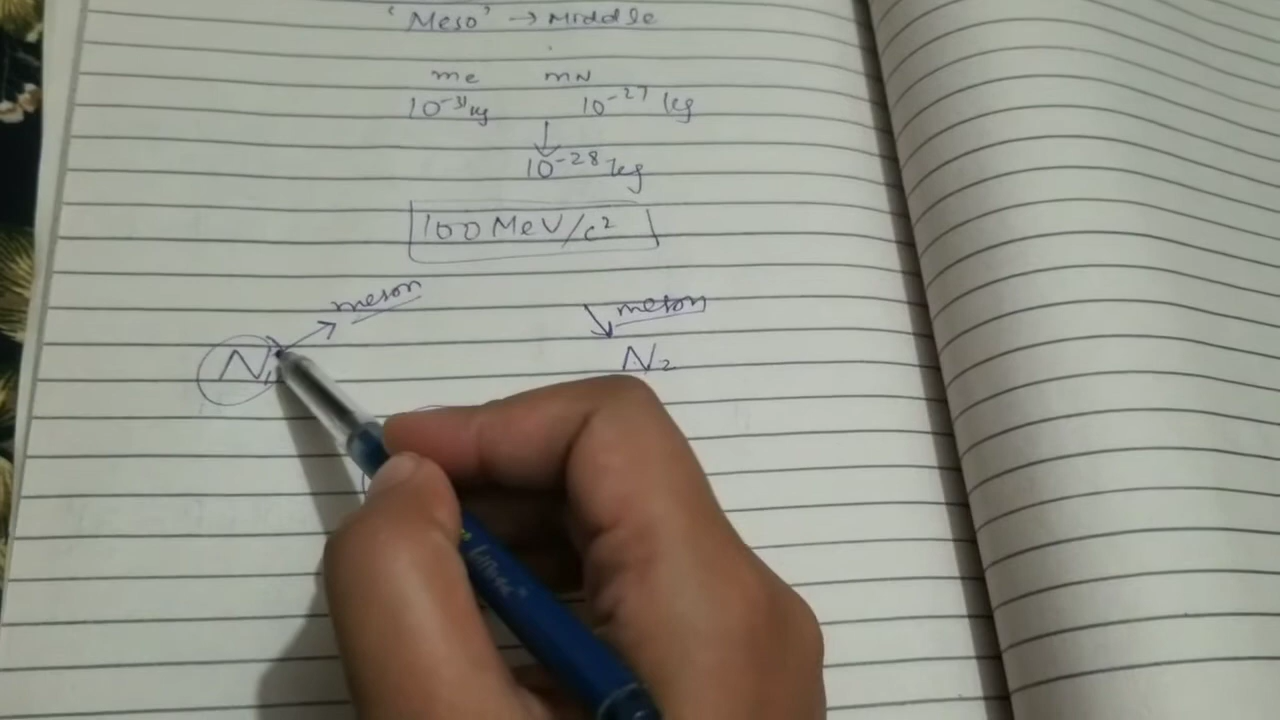 'Meso' → Middle
me mN
10⁻³¹kg 10⁻²⁷ kg
10⁻²⁸ kg
100 MeV/c²
meson meson
N₁ N₂